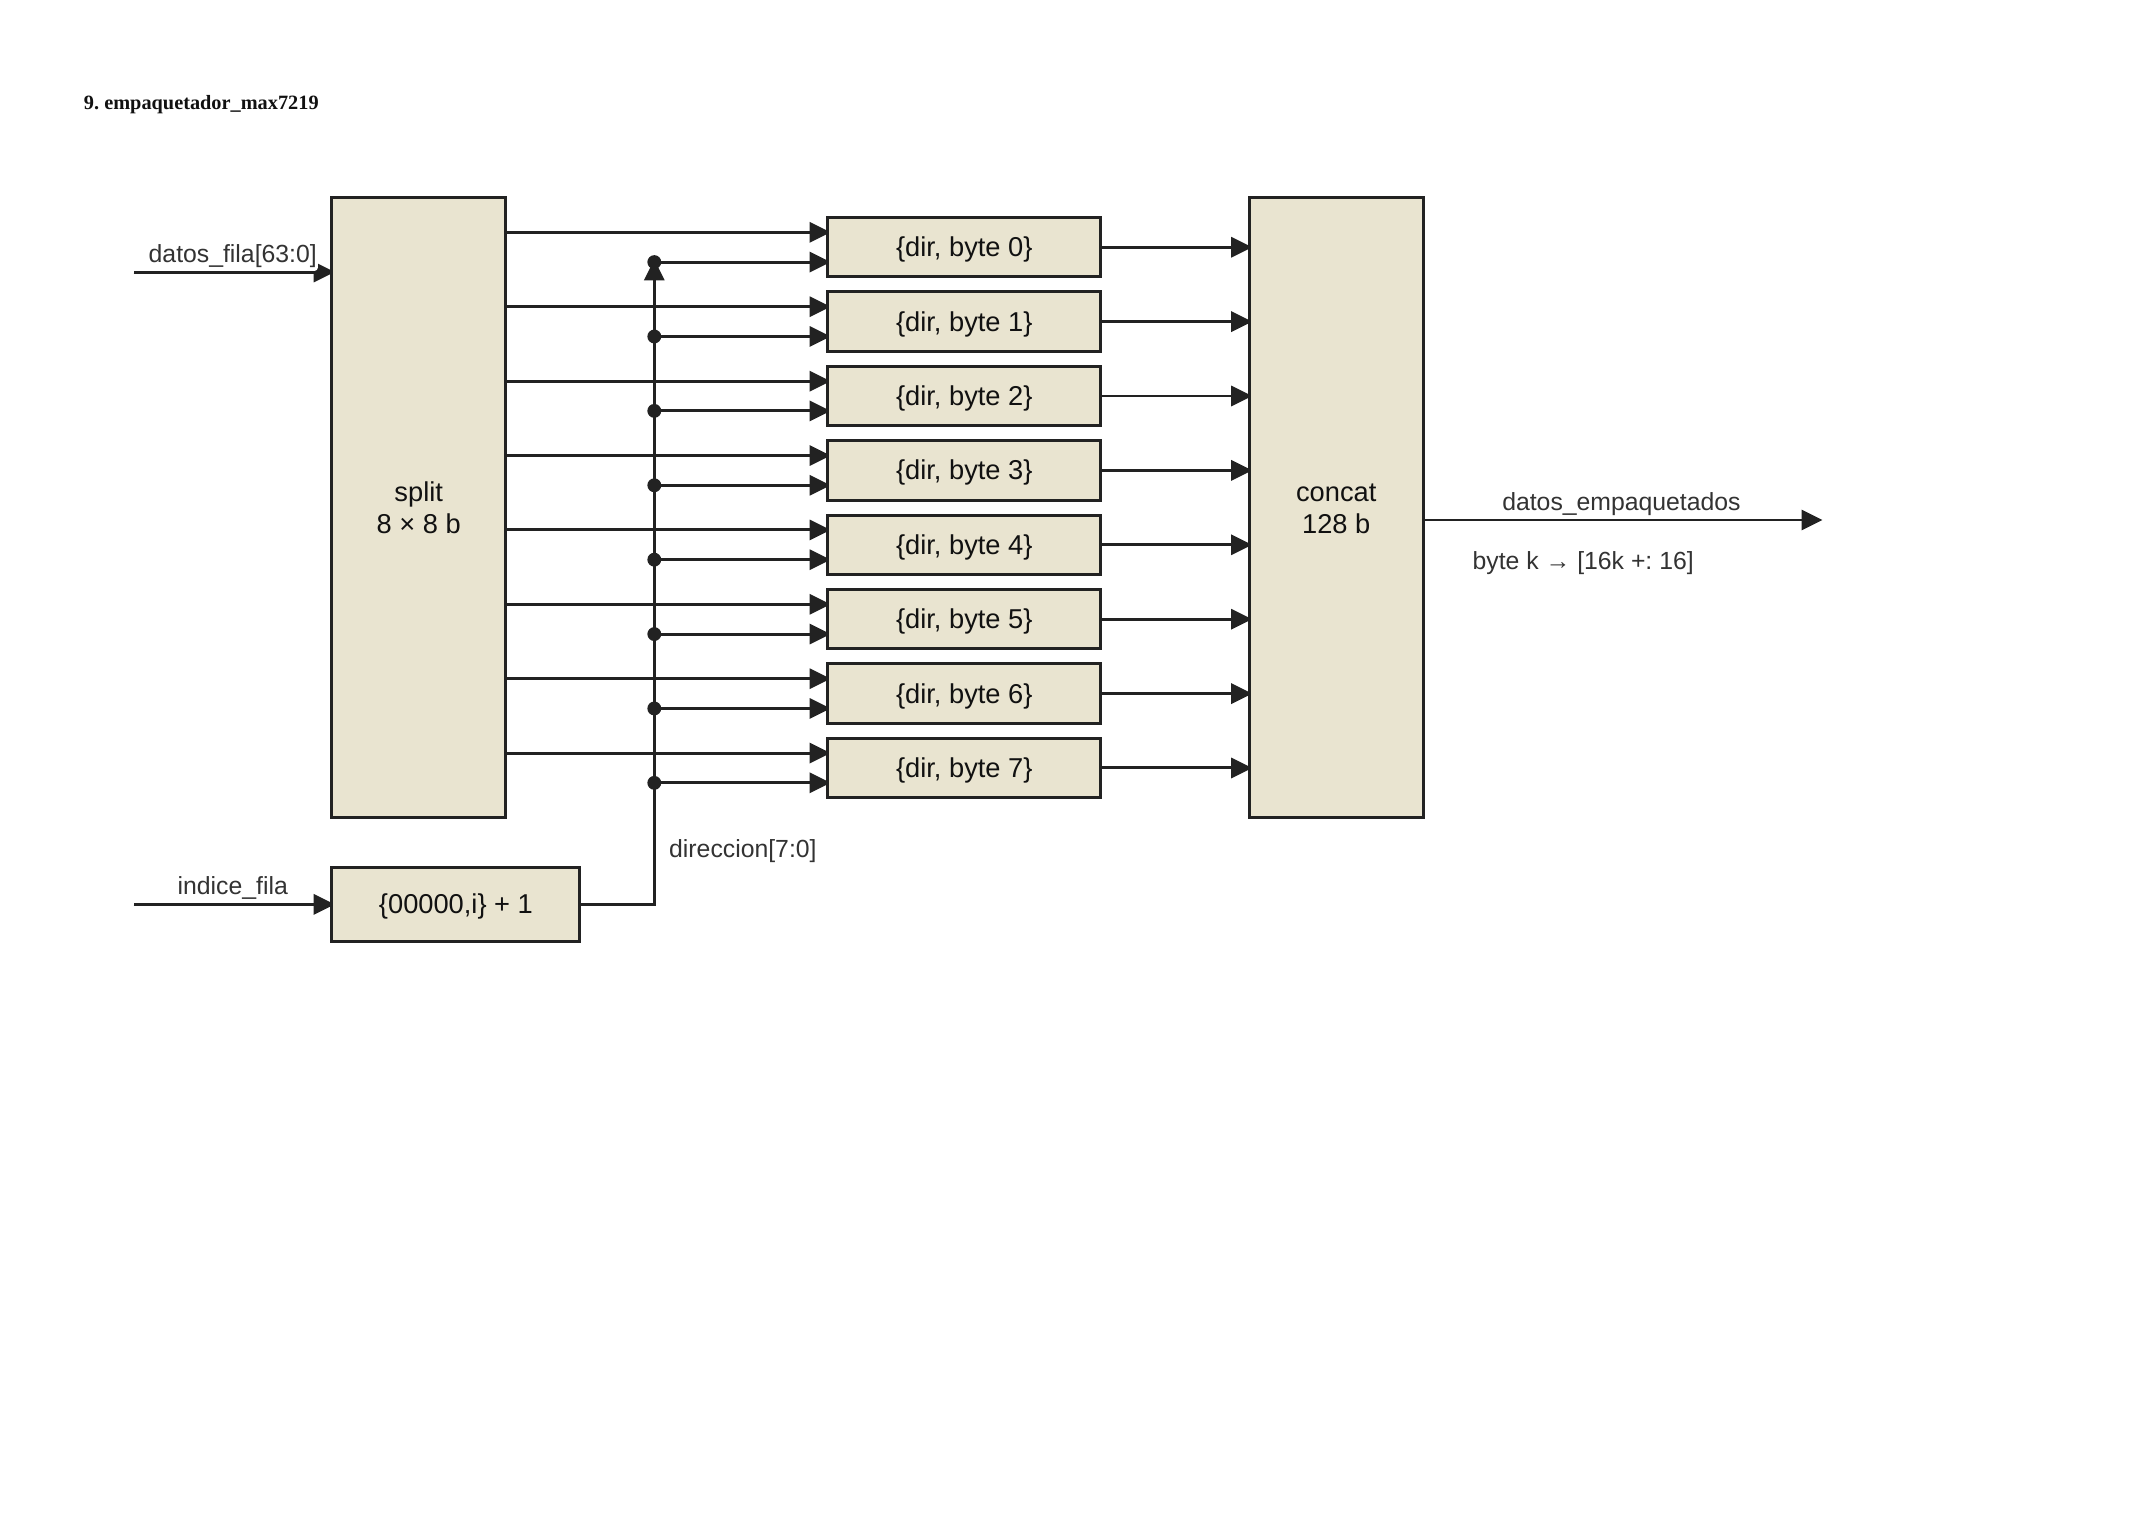 9. empaquetador_max7219
datos_fila[63:0]
split
8 × 8 b
{dir, byte 0}
{dir, byte 1}
{dir, byte 2}
{dir, byte 3}
{dir, byte 4}
{dir, byte 5}
{dir, byte 6}
{dir, byte 7}
concat
128 b
datos_empaquetados
byte k → [16k +: 16]
direccion[7:0]
indice_fila
{00000,i} + 1